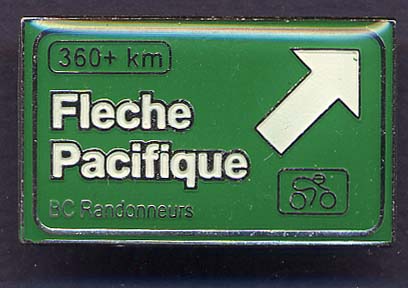 360+ km
Fleche
Pacifique
BC Randonneurs